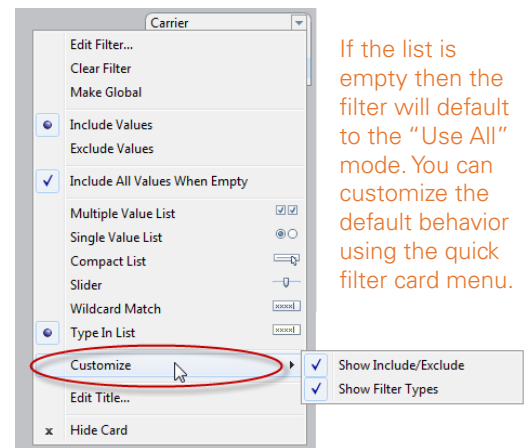 Carrier
Edit Filter...
Clear Filter
Make Global
Include Values
Exclude Values
Include All Values When Empty
Multiple Value List
Single Value List
Compact List
Slider
Wildcard Match
xxxx
Type In List
xxxx
Customize
Show Include/Exclude
Show Filter Types
Edit Title...
x Hide Card
If the list is
empty then the
filter will default
to the “Use All”
mode. You can
customize the
default behavior
using the quick
filter card menu.